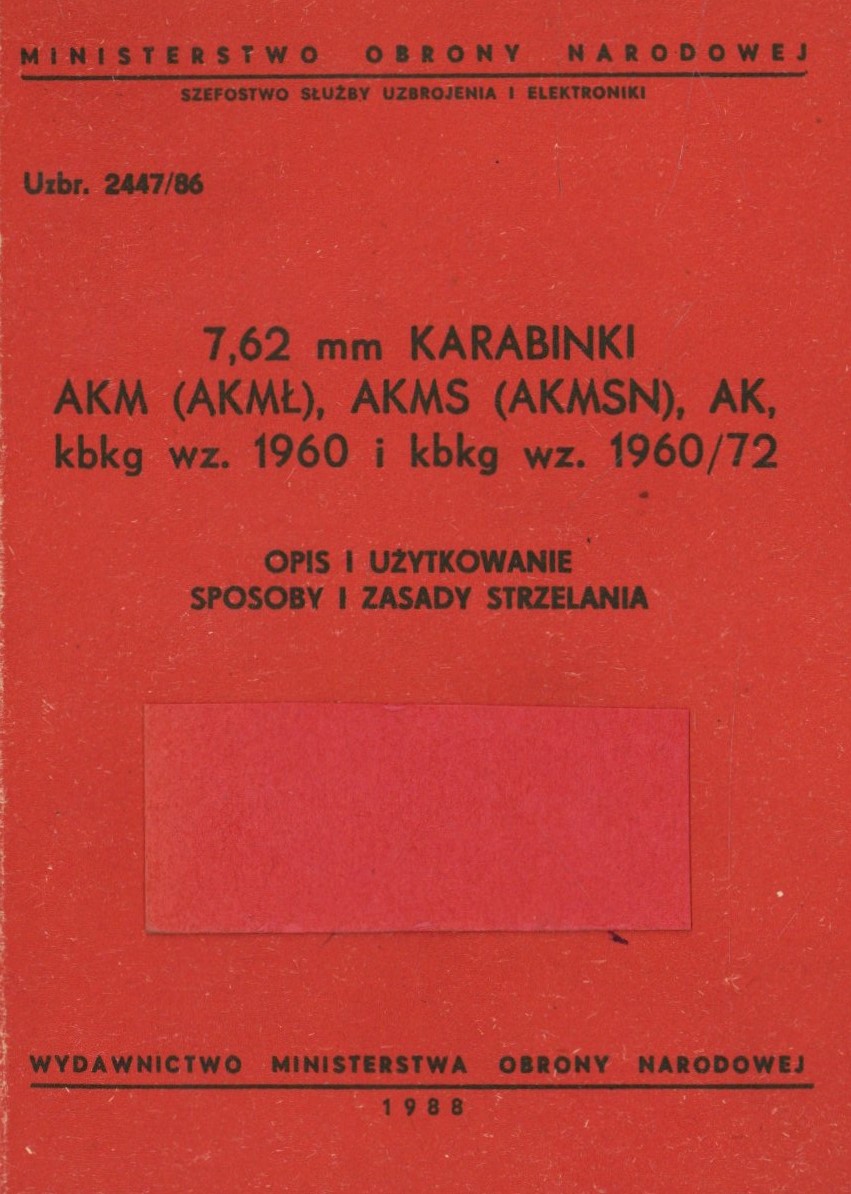 MINISTERSTWO OBRONY NARODOWEJ
SZEFOSTWO SŁUŻBY UZBROJENIA I ELEKTRONIKI
Uzbr. 2447/86
7,62 mm KARABINKI
AKM (AKMŁ), AKMS (AKMSN), AK,
kbkg wz. 1960 i kbkg wz. 1960/72
OPIS I UŻYTKOWANIE
SPOSOBY I ZASADY STRZELANIA
WYDAWNICTWO MINISTERSTWA OBRONY NARODOWEJ
1988